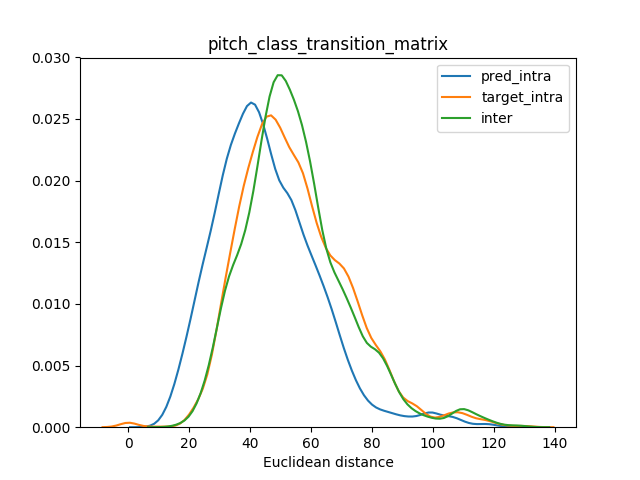 pitch_class_transition_matrix
0.030
0.025
0.020
0.015
0.010
0.005
0.000
pred_intra
target_intra
inter
0 20 40 60 80 100 120 140
Euclidean distance